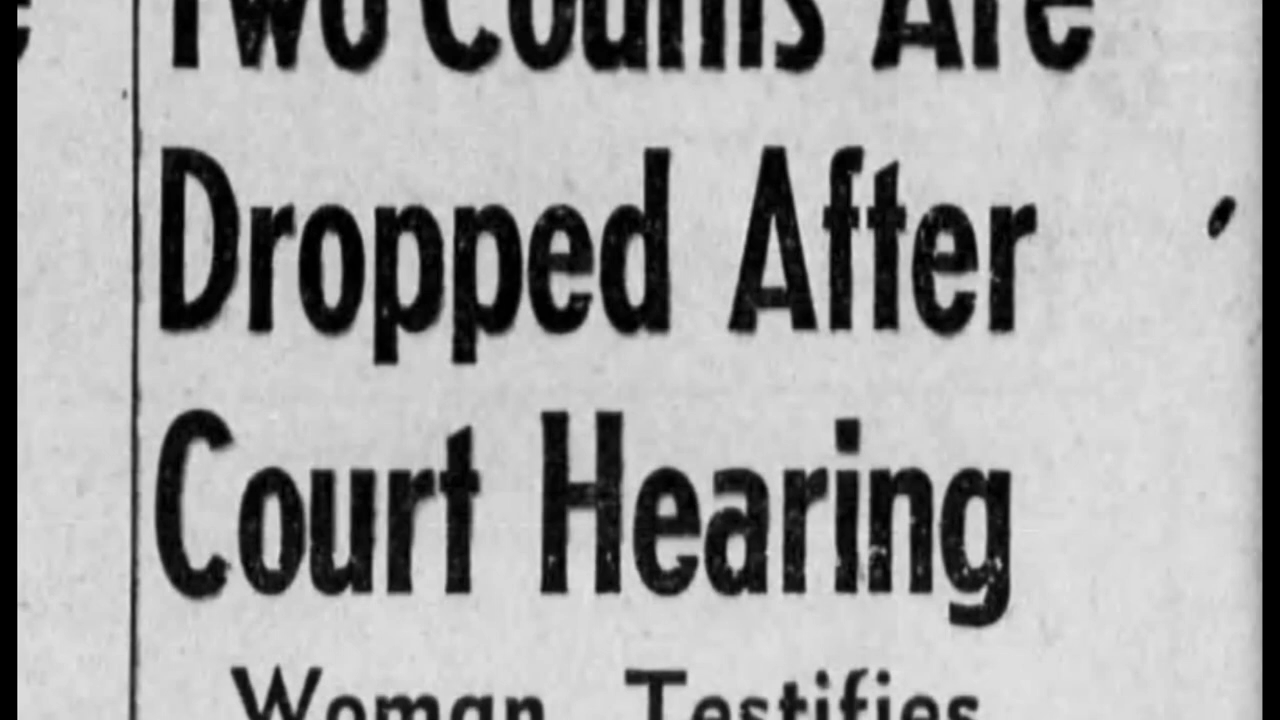 Two Counts Are
Dropped After
Court Hearing
Woman Testifies